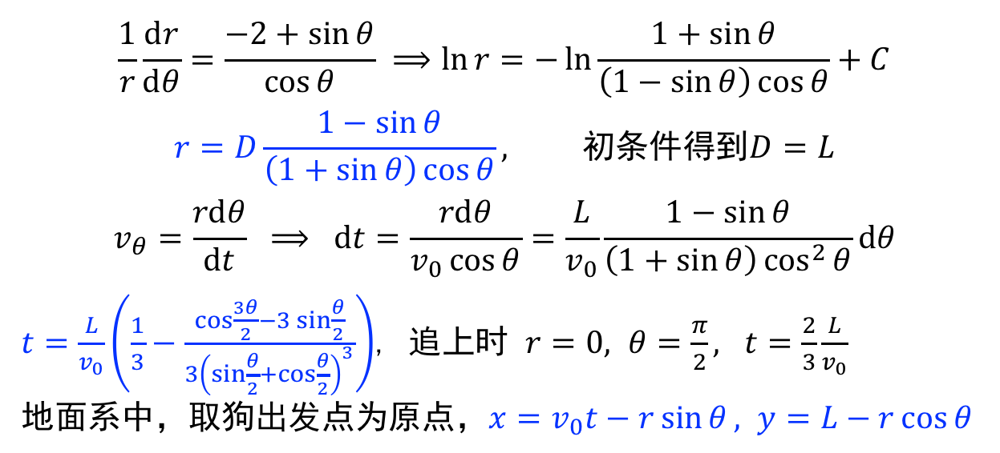 $\frac{1}{r}\frac{\mathrm{d}r}{\mathrm{d}\theta} = \frac{-2 + \sin\theta}{\cos\theta} \implies \ln r = -\ln\frac{1 + \sin\theta}{(1 - \sin\theta)\cos\theta} + C$
$r = D\frac{1 - \sin\theta}{(1 + \sin\theta)\cos\theta}$, 初条件得到$D = L$
$v_\theta = \frac{r\mathrm{d}\theta}{\mathrm{d}t} \implies \mathrm{d}t = \frac{r\mathrm{d}\theta}{v_0\cos\theta} = \frac{L}{v_0}\frac{1 - \sin\theta}{(1 + \sin\theta)\cos^2\theta}\mathrm{d}\theta$
$t = \frac{L}{v_0}\left(\frac{1}{3} - \frac{\cos\frac{3\theta}{2} - 3\sin\frac{\theta}{2}}{3\left(\sin\frac{\theta}{2} + \cos\frac{\theta}{2}\right)^3}\right)$, 追上时 $r = 0, \theta = \frac{\pi}{2}, t = \frac{2}{3}\frac{L}{v_0}$
地面系中，取狗出发点为原点，$x = v_0t - r\sin\theta, y = L - r\cos\theta$